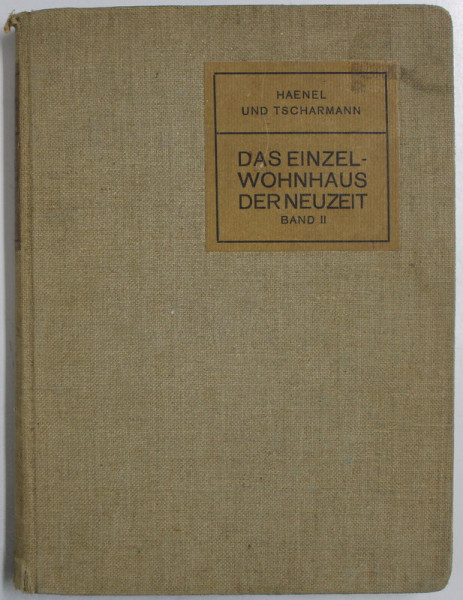 HAENEL
UND TSCHARMANN
DAS EINZEL-
WOHNHAUS
DER NEUZEIT
BAND II